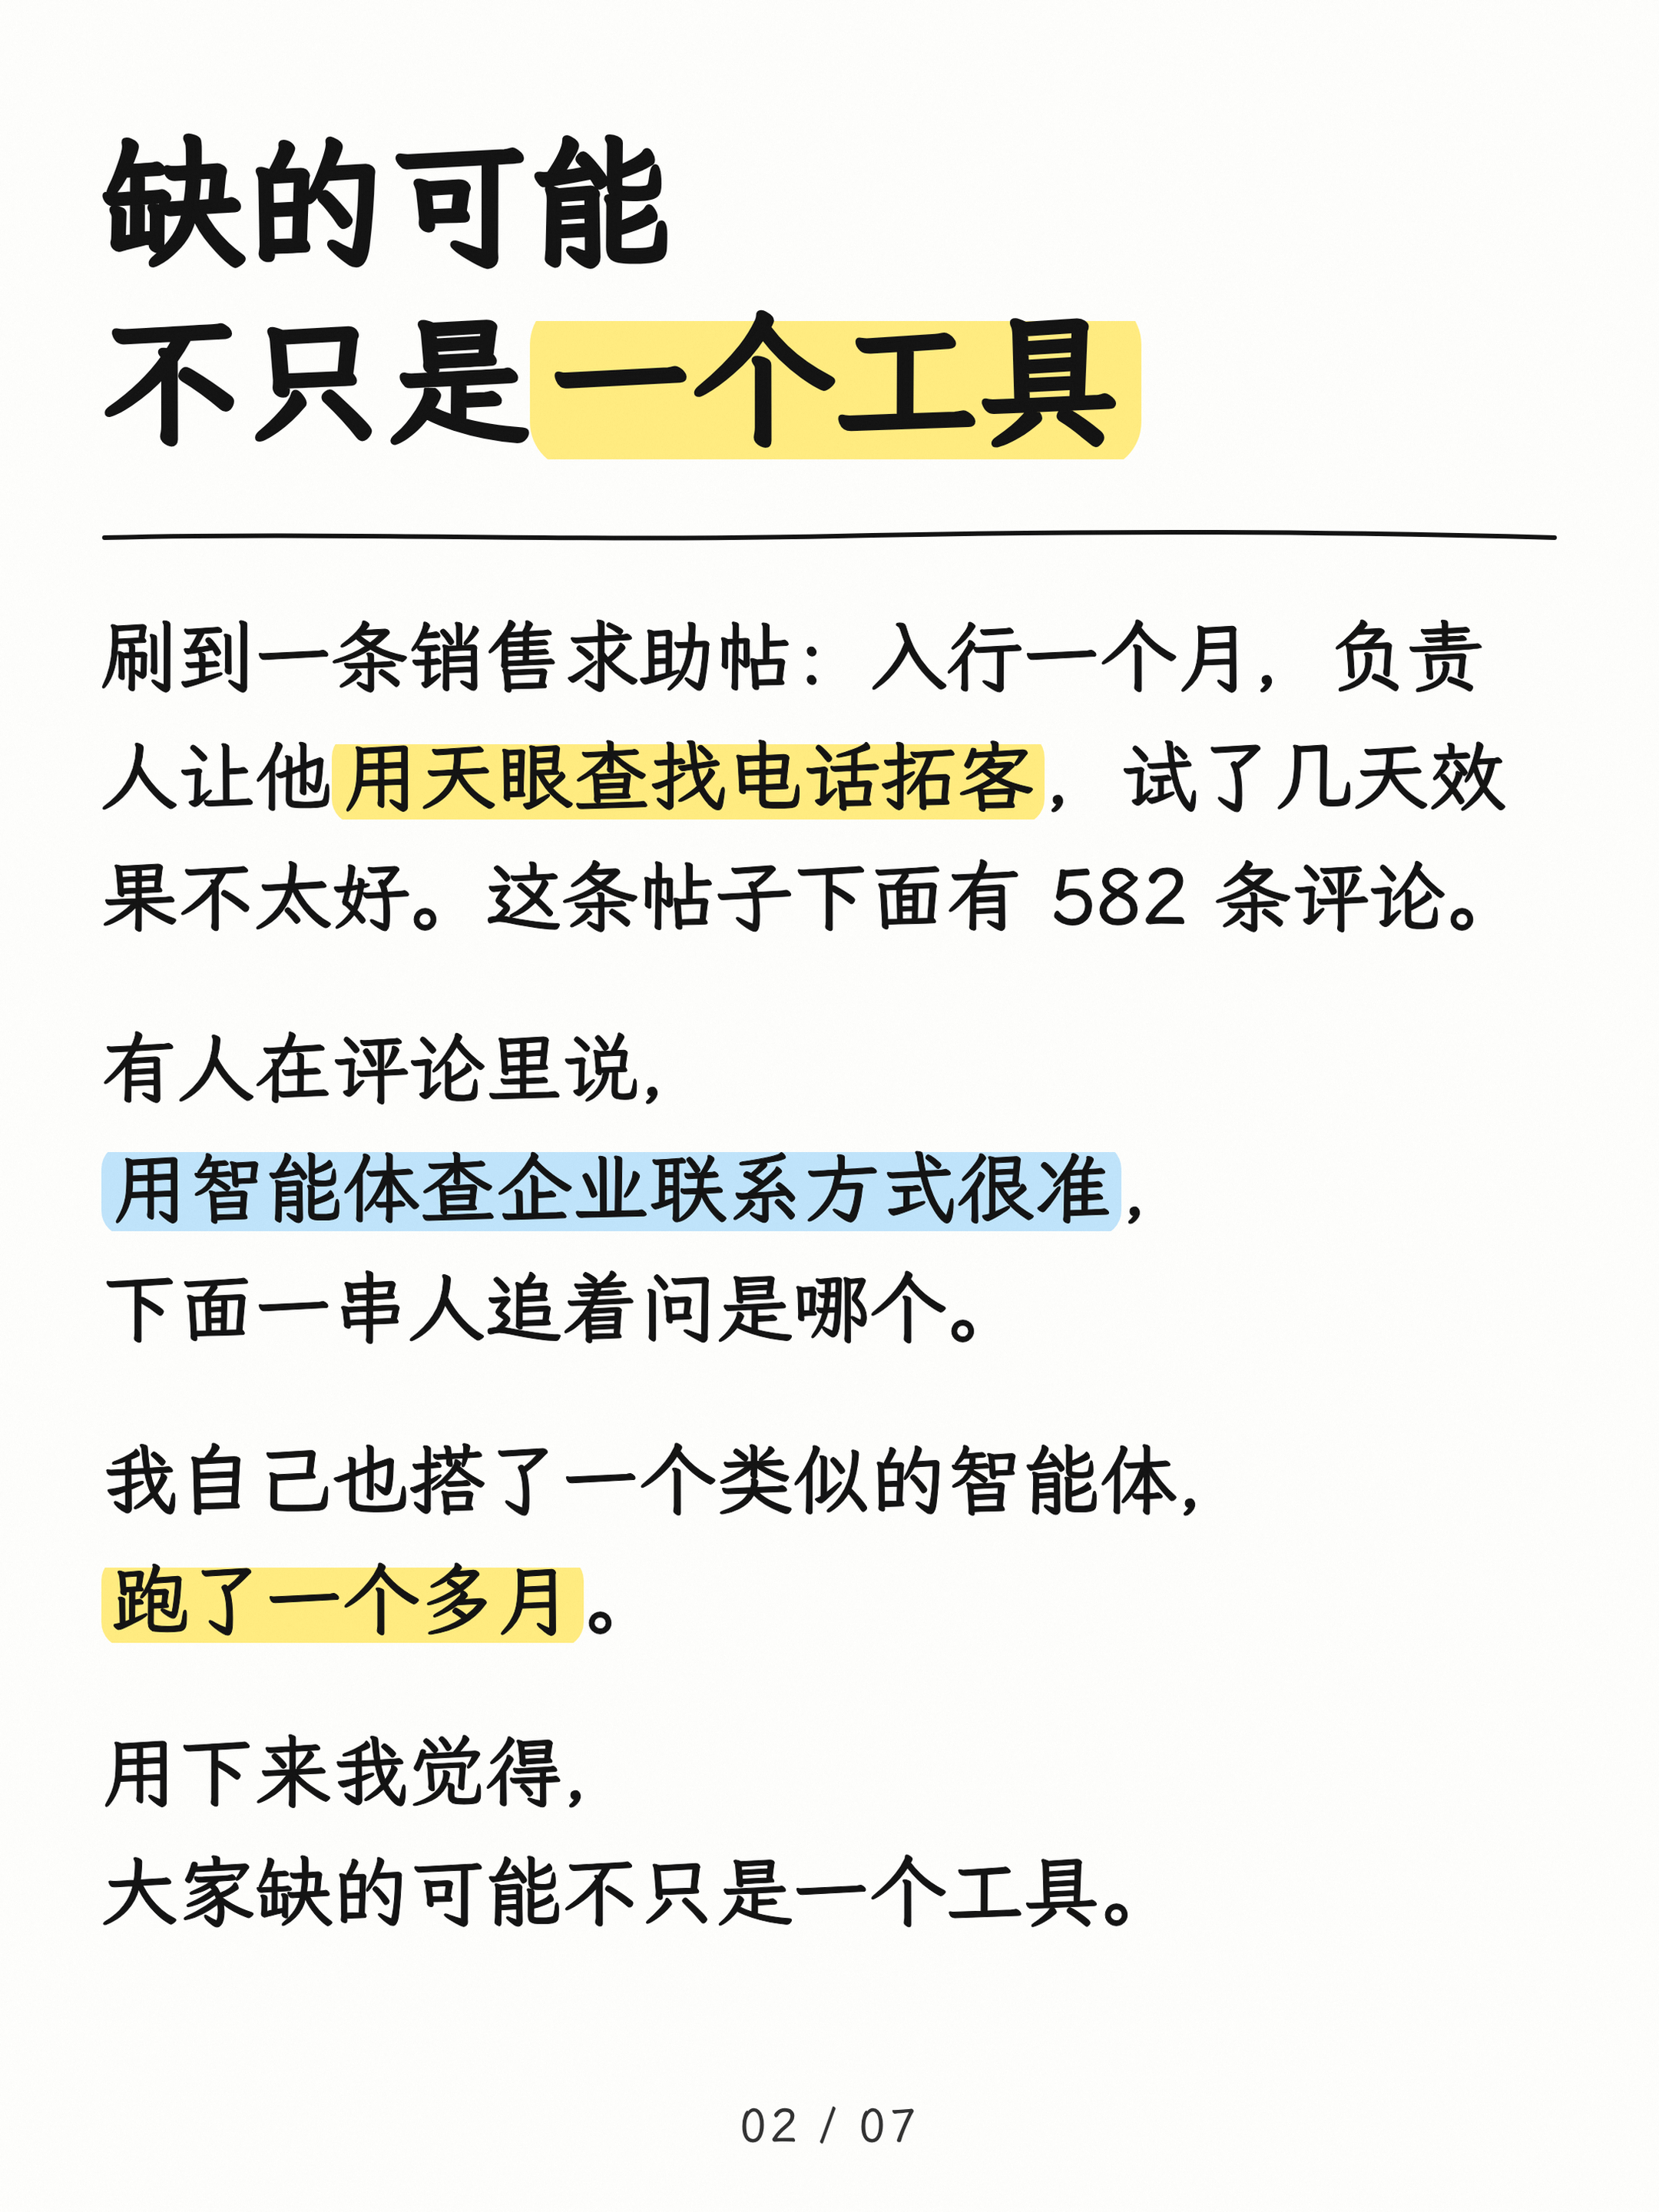 缺的可能
不只是一个工具
刷到一条销售求助帖：入行一个月，负责
人让他用天眼查找电话拓客，试了几天效
果不太好。这条帖子下面有 582 条评论。
有人在评论里说，
用智能体查企业联系方式很准，
下面一串人追着问是哪个。
我自己也搭了一个类似的智能体，
跑了一个多月。
用下来我觉得，
大家缺的可能不只是一个工具。
02 / 07